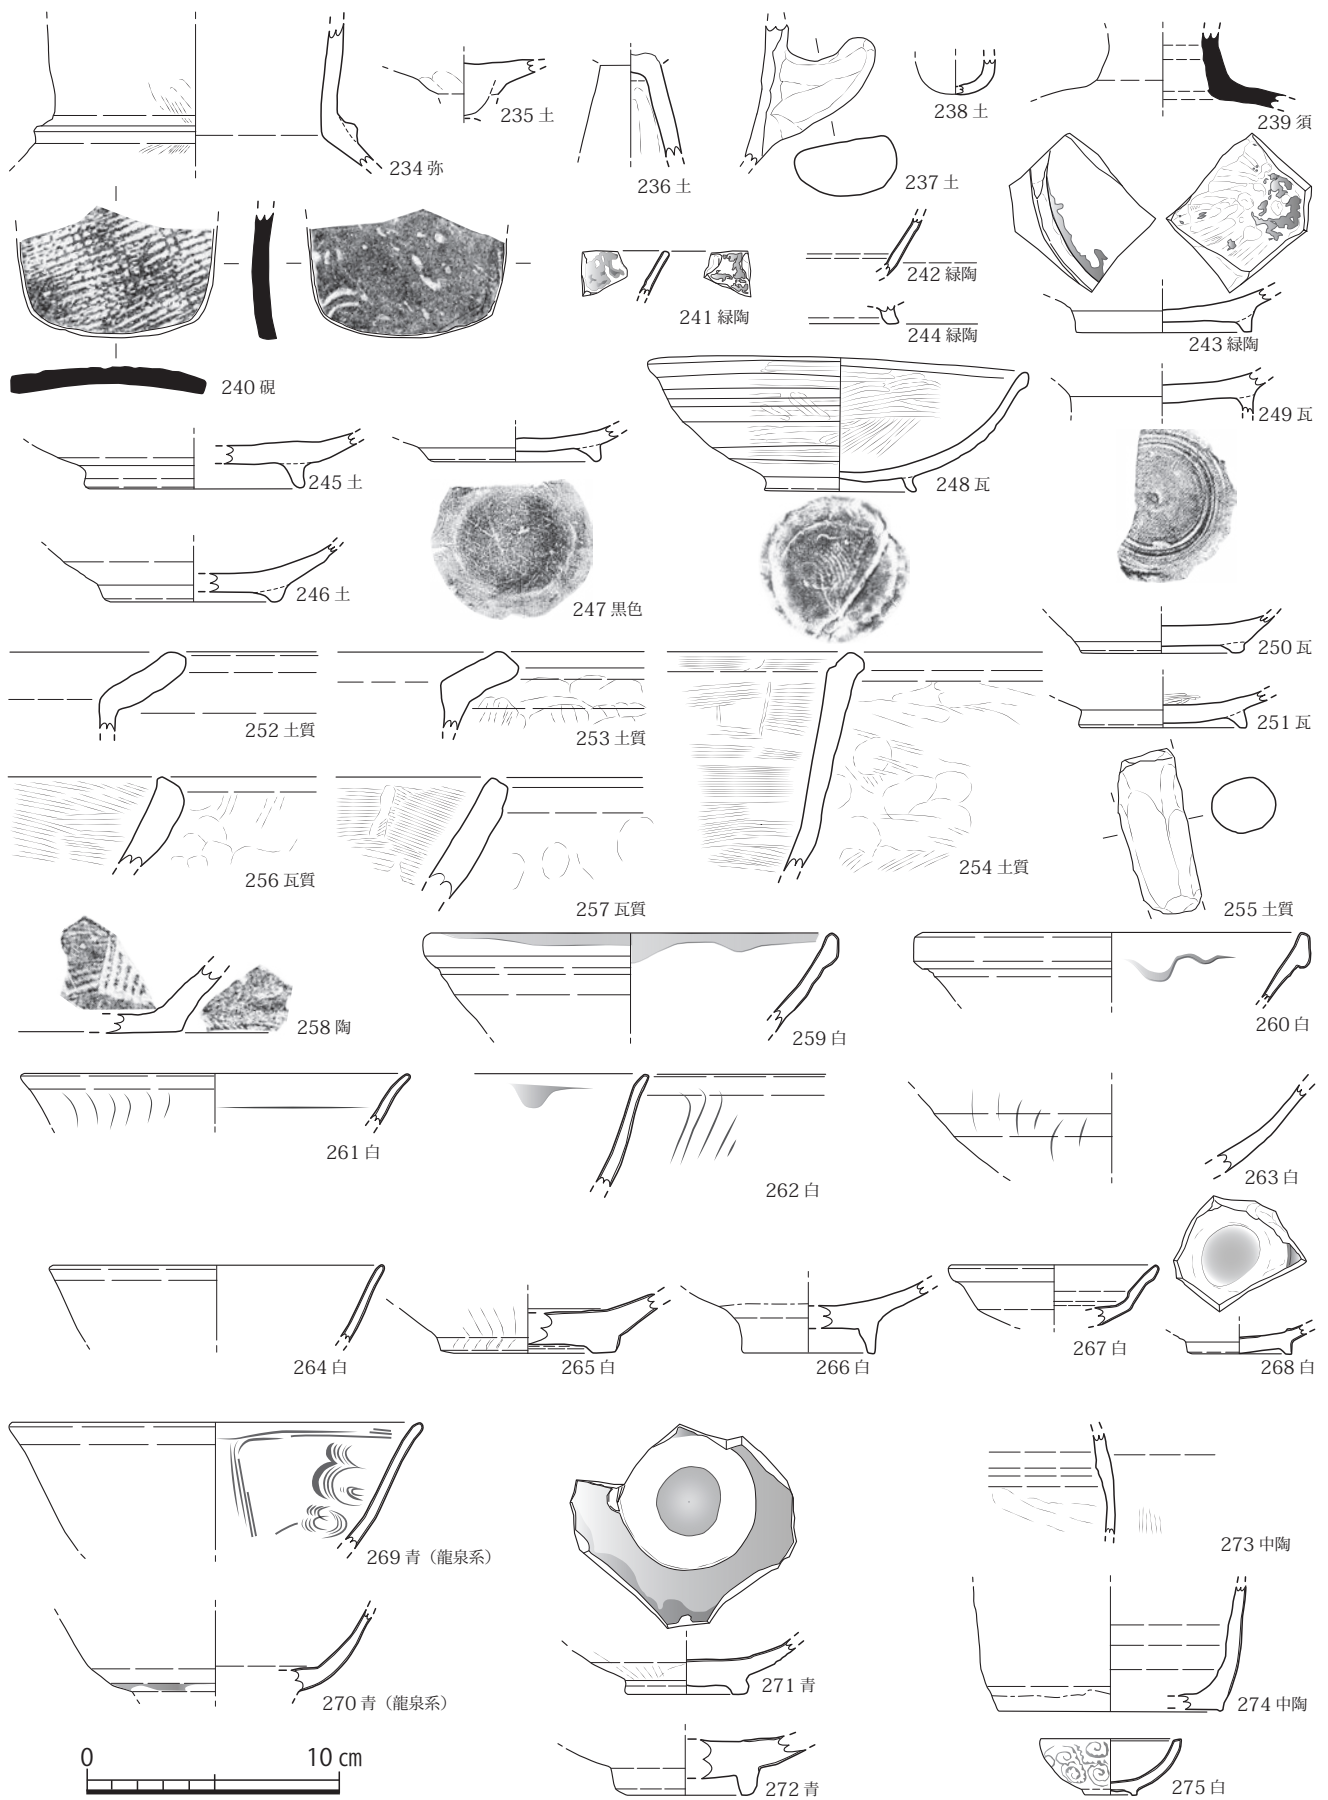 234 弥
235 土
236 土
237 土
238 土
239 須
240 硯
241 緑陶
242 緑陶
244 緑陶
243 緑陶
245 土
246 土
247 黒色
248 瓦
249 瓦
250 瓦
251 瓦
252 土質
253 土質
254 土質
255 土質
256 瓦質
257 瓦質
258 陶
259 白
260 白
261 白
262 白
263 白
264 白
265 白
266 白
267 白
268 白
269 青（龍泉系）
270 青（龍泉系）
271 青
272 青
273 中陶
274 中陶
275 白
0 10 cm